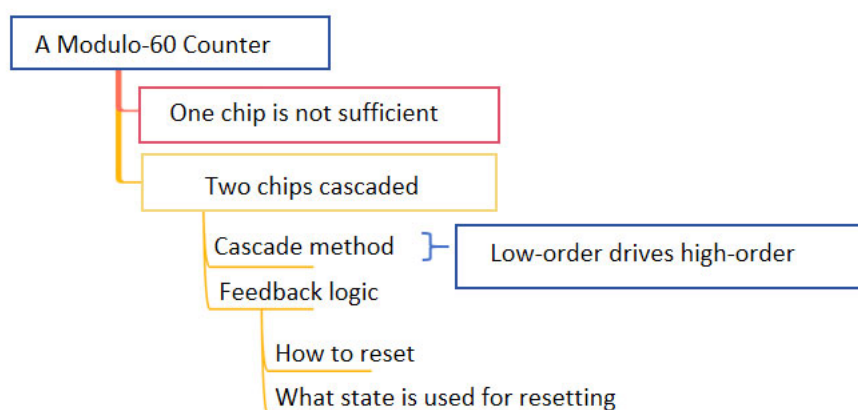 A Modulo-60 Counter
One chip is not sufficient
Two chips cascaded
Cascade method
Low-order drives high-order
Feedback logic
How to reset
What state is used for resetting